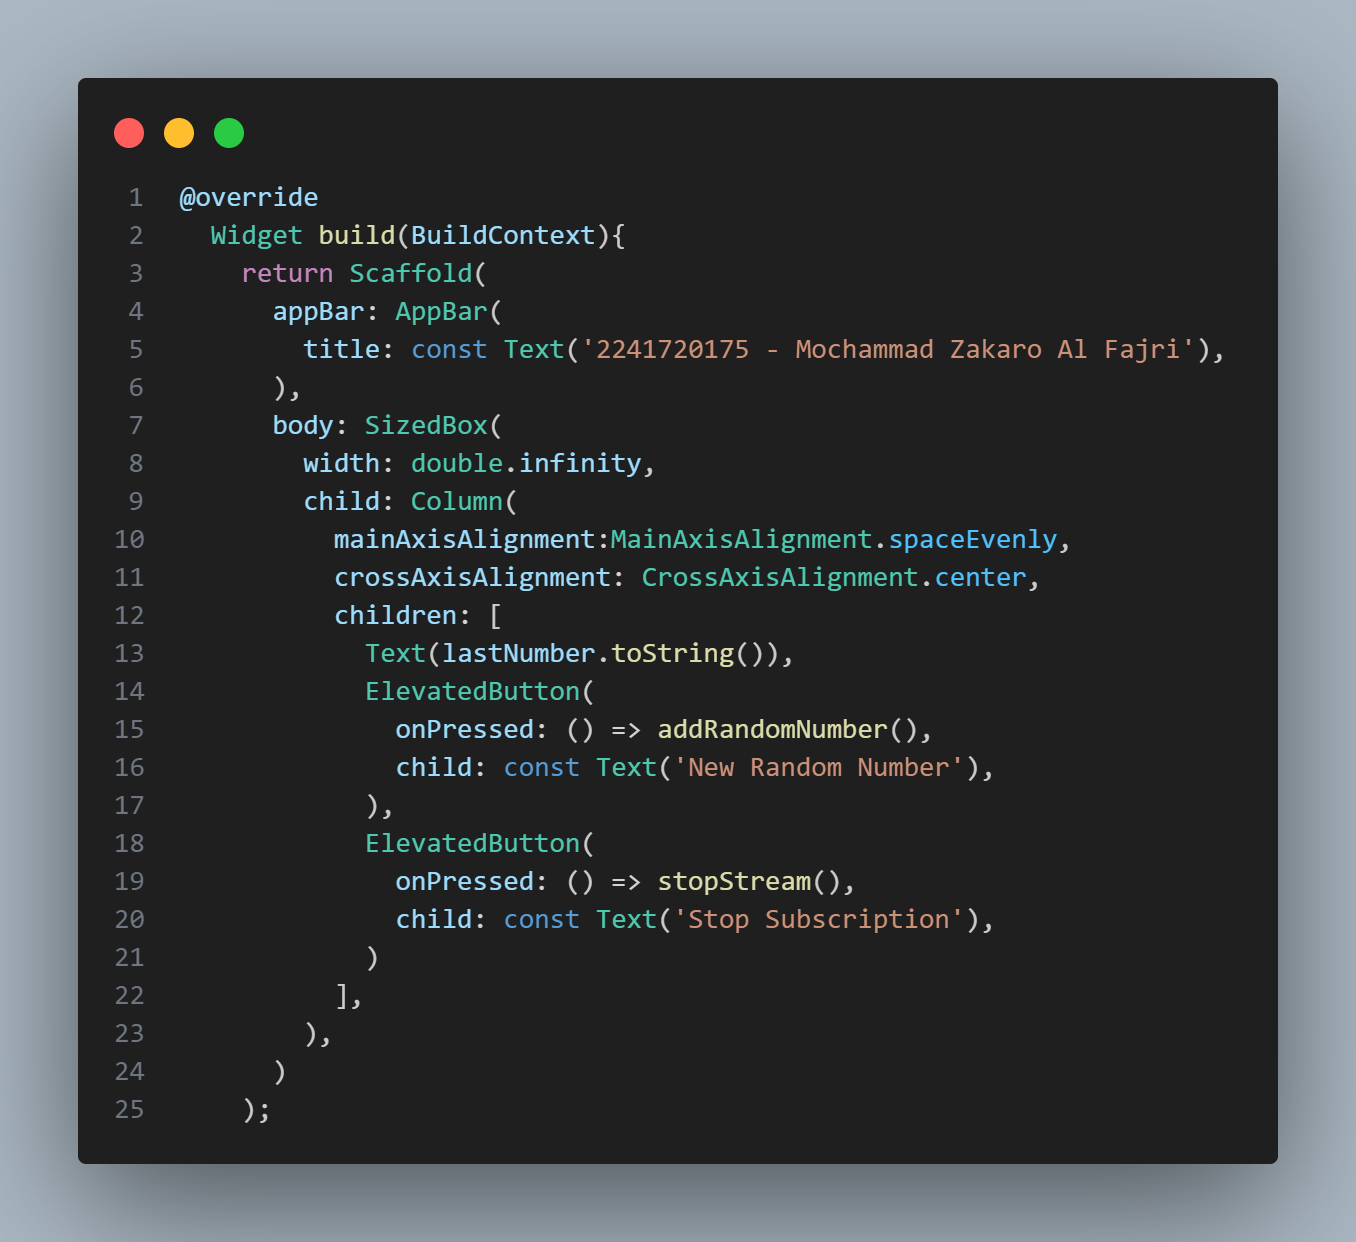 1 @override
2   Widget build(BuildContext){
3     return Scaffold(
4       appBar: AppBar(
5         title: const Text('2241720175 - Mochammad Zakaro Al Fajri'),
6       ),
7       body: SizedBox(
8         width: double.infinity,
9         child: Column(
10           mainAxisAlignment:MainAxisAlignment.spaceEvenly,
11           crossAxisAlignment: CrossAxisAlignment.center,
12           children: [
13             Text(lastNumber.toString()),
14             ElevatedButton(
15               onPressed: () => addRandomNumber(),
16               child: const Text('New Random Number'),
17             ),
18             ElevatedButton(
19               onPressed: () => stopStream(),
20               child: const Text('Stop Subscription'),
21             )
22           ],
23         ),
24       )
25     );